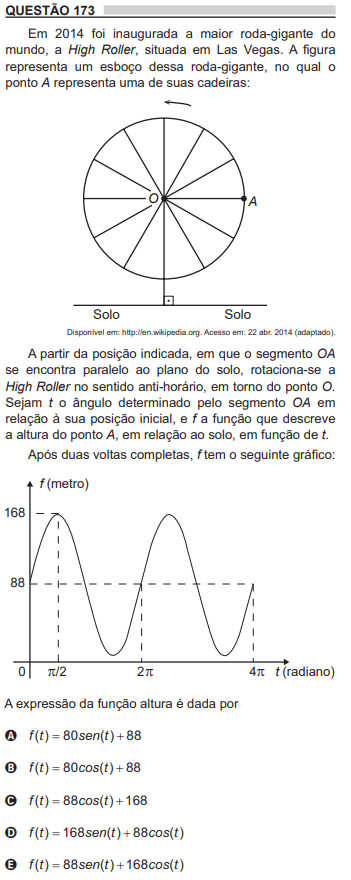 QUESTÃO 173
Em 2014 foi inaugurada a maior roda-gigante do
mundo, a High Roller, situada em Las Vegas. A figura
representa um esboço dessa roda-gigante, no qual o
ponto A representa uma de suas cadeiras:
O
A
Solo Solo
Disponível em: http://en.wikipedia.org. Acesso em: 22 abr. 2014 (adaptado).
A partir da posição indicada, em que o segmento OA
se encontra paralelo ao plano do solo, rotaciona-se a
High Roller no sentido anti-horário, em torno do ponto O.
Sejam t o ângulo determinado pelo segmento OA em
relação à sua posição inicial, e f a função que descreve
a altura do ponto A, em relação ao solo, em função de t.
Após duas voltas completas, f tem o seguinte gráfico:
f (metro)
168
88
0 π/2 2π 4π t (radiano)
A expressão da função altura é dada por
A f(t) = 80sen(t) + 88
B f(t) = 80cos(t) + 88
C f(t) = 88cos(t) + 168
D f(t) = 168sen(t) + 88cos(t)
E f(t) = 88sen(t) + 168cos(t)